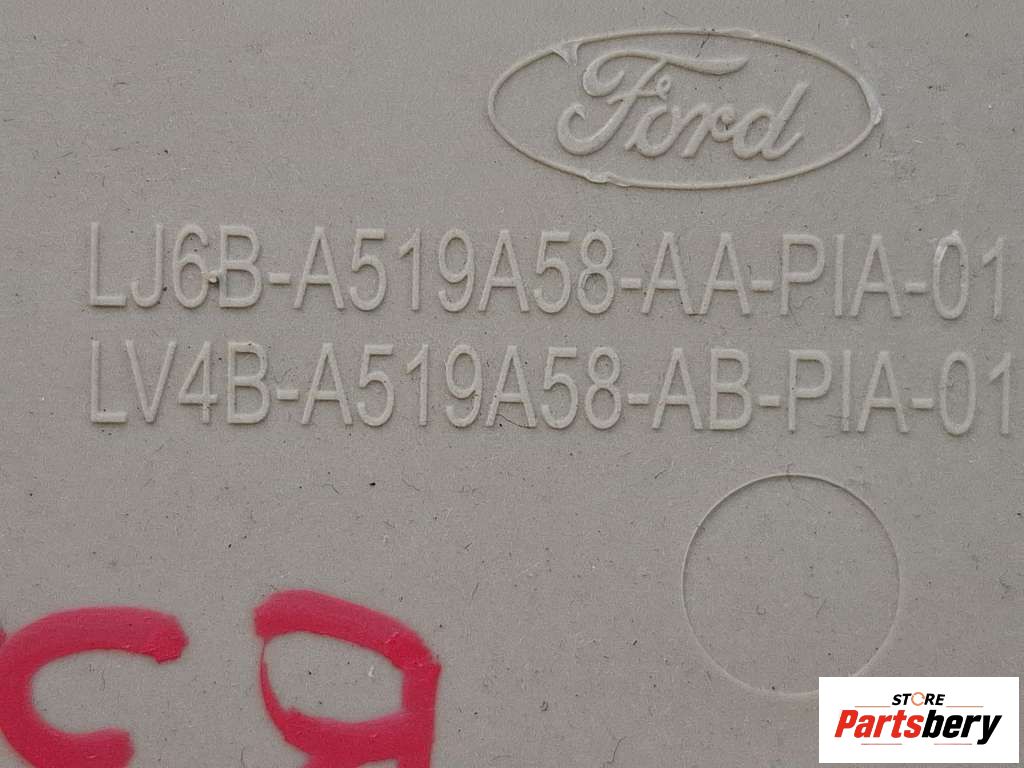 Ford
LJ6B-A519A58-AA-PIA-01
LV4B-A519A58-AB-PIA-01
STORE
Partsbery